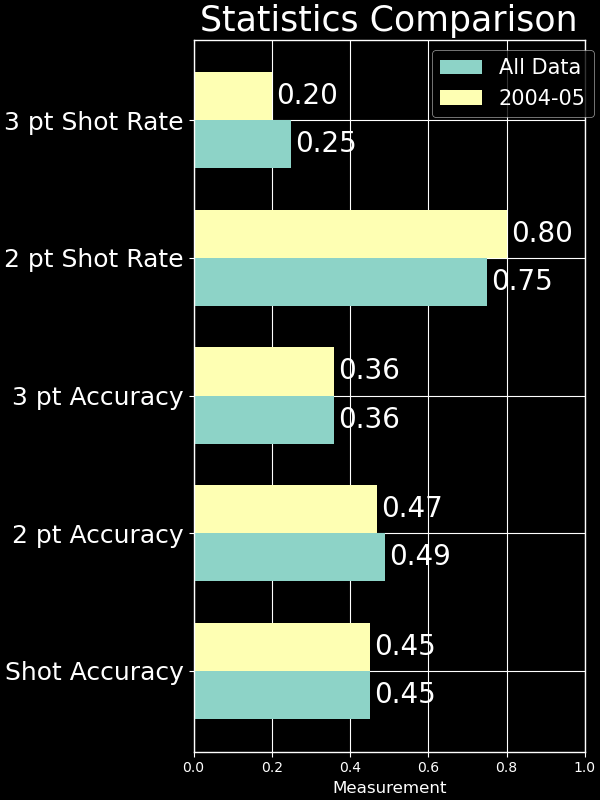 Statistics Comparison
All Data
2004-05
3 pt Shot Rate
0.20
0.25
2 pt Shot Rate
0.80
0.75
3 pt Accuracy
0.36
0.36
2 pt Accuracy
0.47
0.49
Shot Accuracy
0.45
0.45
0.0 0.2 0.4 0.6 0.8 1.0
Measurement